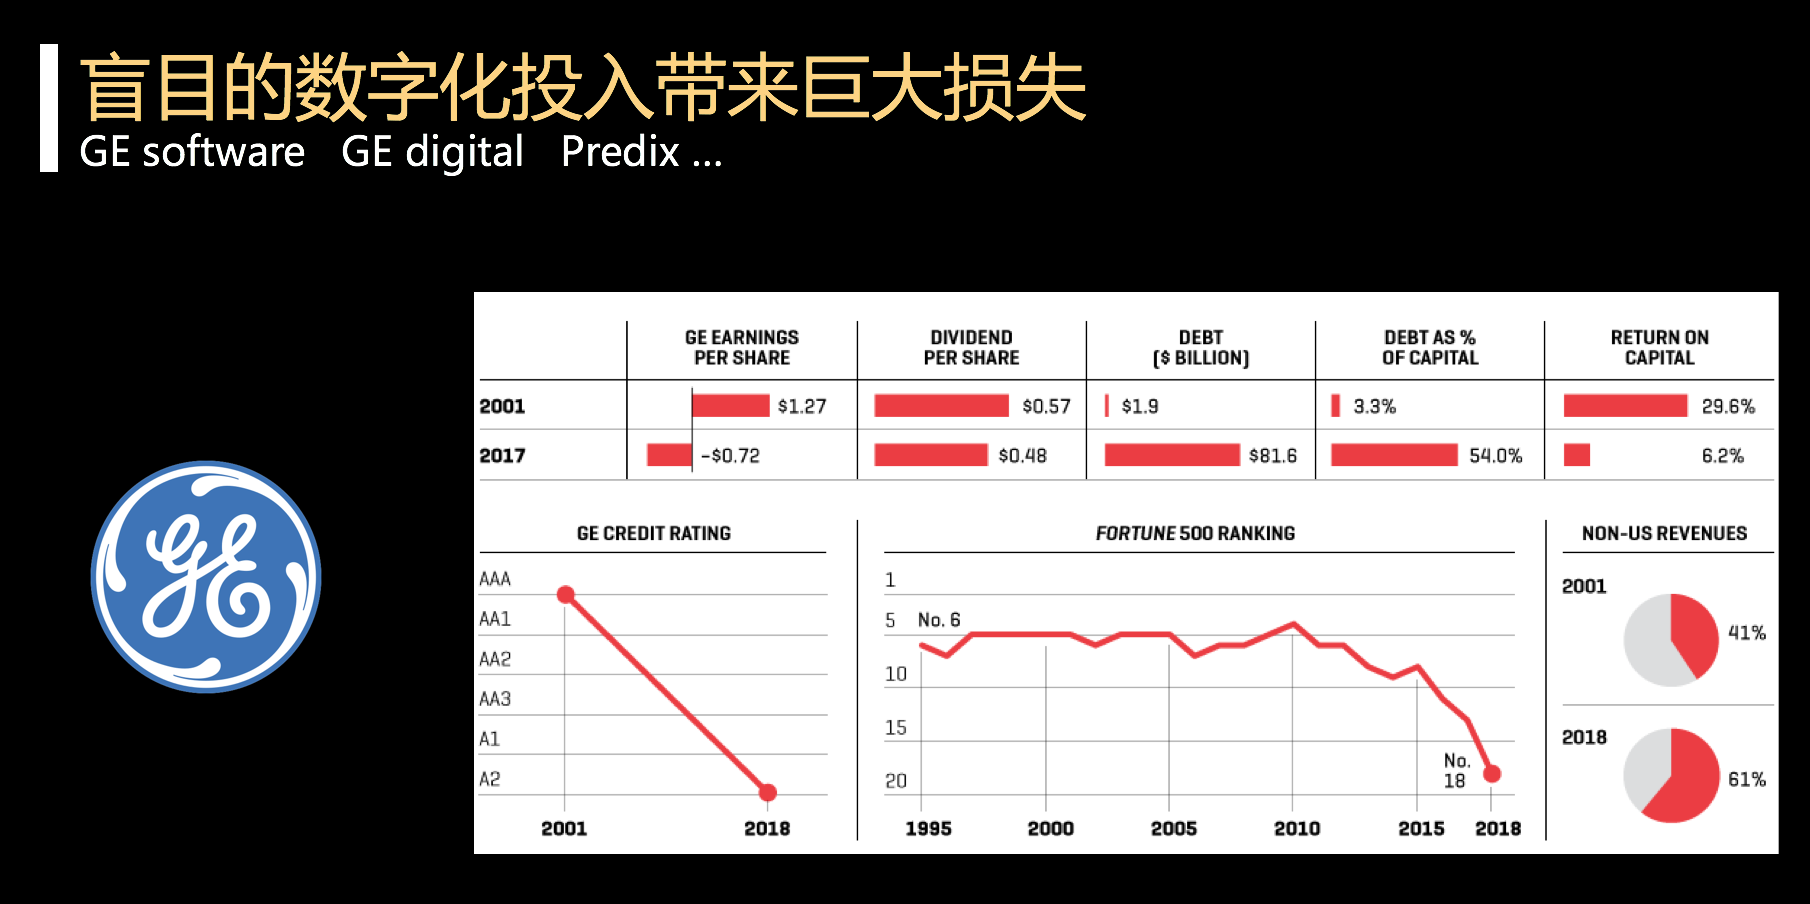 盲目的数字化投入带来巨大损失
GE software GE digital Predix ...
GE EARNINGS PER SHARE
DIVIDEND PER SHARE
DEBT ($ BILLION)
DEBT AS % OF CAPITAL
RETURN ON CAPITAL
2001 $1.27 $0.57 $1.9 3.3% 29.6%
2017 -$0.72 $0.48 $81.6 54.0% 6.2%
GE CREDIT RATING
AAA
AA1
AA2
AA3
A1
A2
2001 2018
FORTUNE 500 RANKING
1
5 No. 6
10
15
No. 18
20
1995 2000 2005 2010 2015 2018
NON-US REVENUES
2001
41%
2018
61%
GE